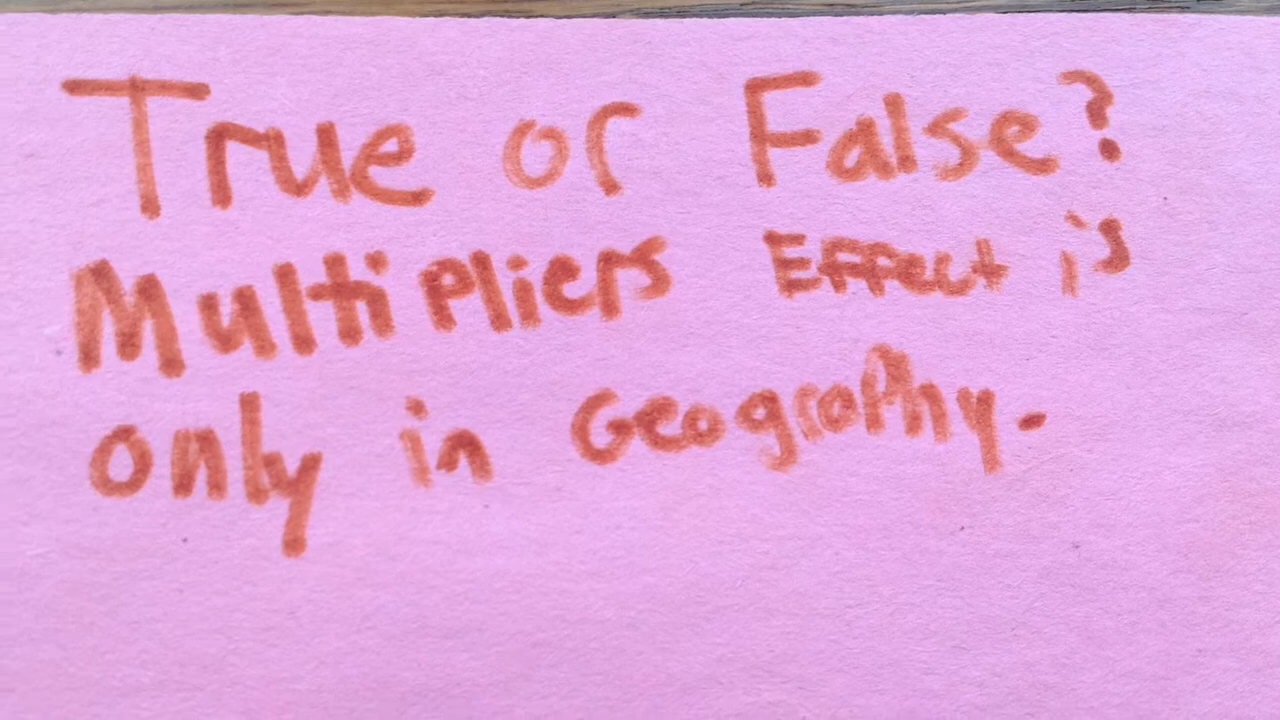 True or False?
Multipliers Effect is
only in Geography.